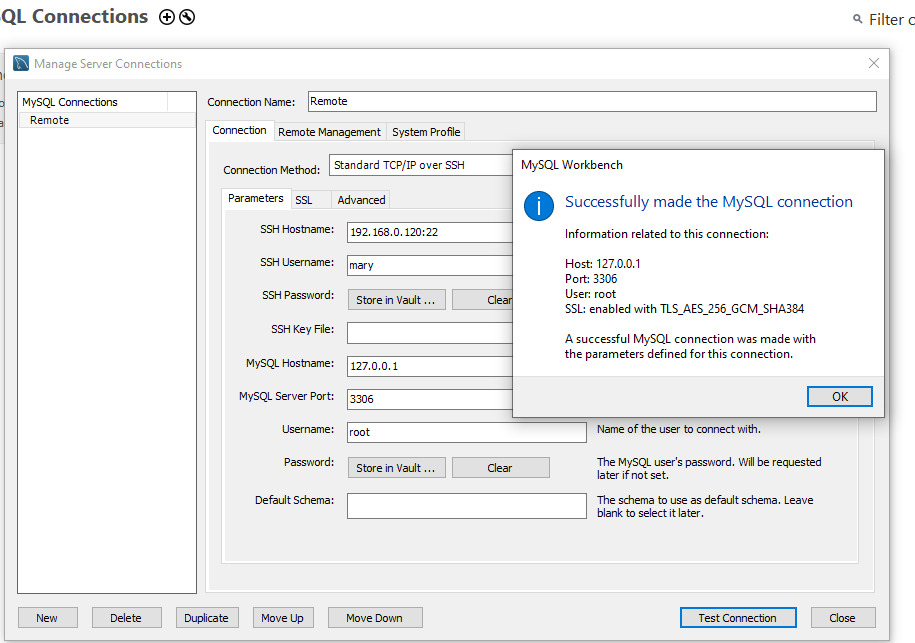 QL Connections
Filter c
Manage Server Connections
MySQL Connections
Remote
Connection Name:
Remote
Connection
Remote Management
System Profile
Connection Method:
Standard TCP/IP over SSH
Parameters
SSL
Advanced
SSH Hostname:
192.168.0.120:22
SSH Username:
mary
SSH Password:
Store in Vault ...
Clear
SSH Key File:
MySQL Hostname:
127.0.0.1
MySQL Server Port:
3306
Username:
root
Name of the user to connect with.
Password:
Store in Vault ...
Clear
The MySQL user's password. Will be requested
later if not set.
Default Schema:
The schema to use as default schema. Leave
blank to select it later.
MySQL Workbench
Successfully made the MySQL connection
Information related to this connection:
Host: 127.0.0.1
Port: 3306
User: root
SSL: enabled with TLS_AES_256_GCM_SHA384
A successful MySQL connection was made with
the parameters defined for this connection.
OK
New
Delete
Duplicate
Move Up
Move Down
Test Connection
Close